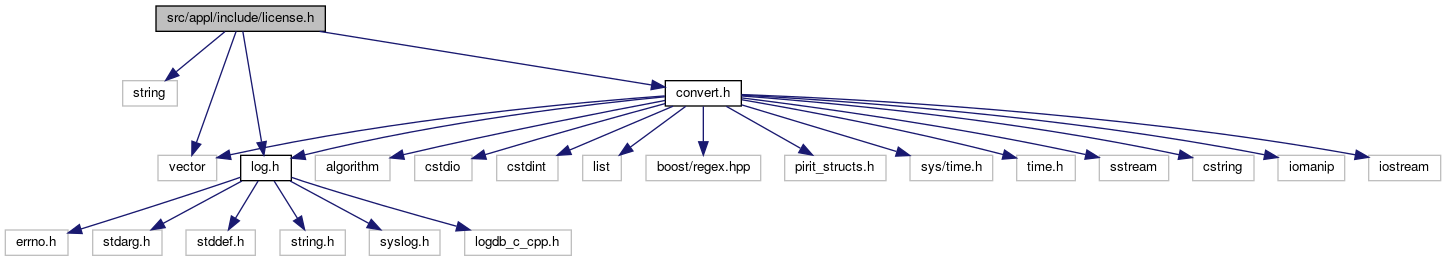 src/appl/include/license.h
string
convert.h
vector
log.h
algorithm
cstdio
cstdint
list
boost/regex.hpp
pirit_structs.h
sys/time.h
time.h
sstream
cstring
iomanip
iostream
errno.h
stdarg.h
stddef.h
string.h
syslog.h
logdb_c_cpp.h